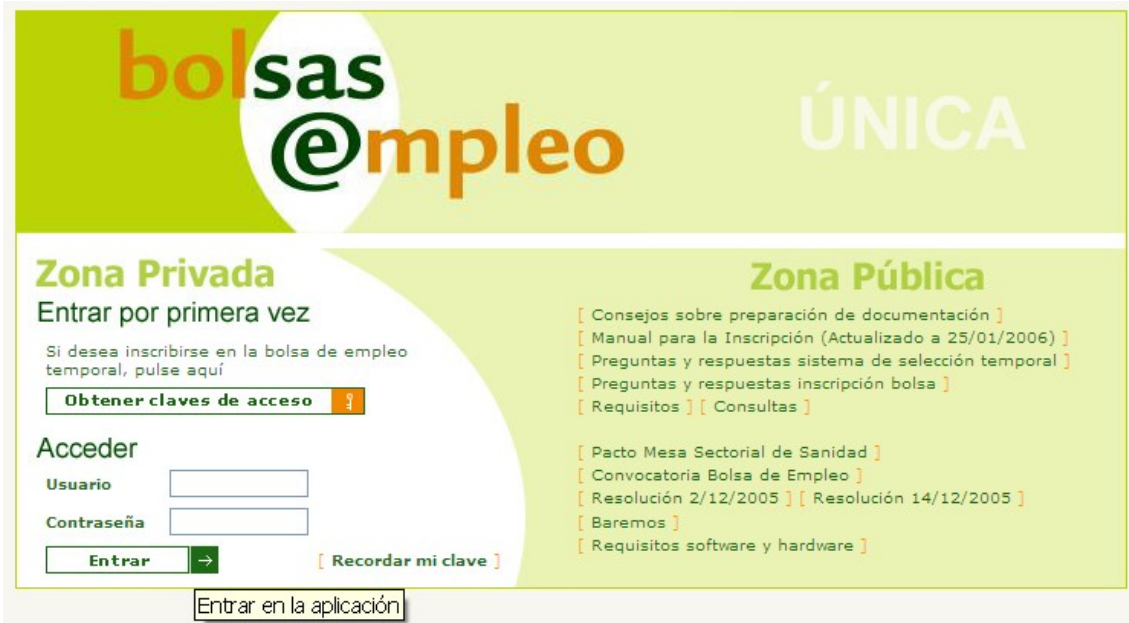 bolsas
empleo
ÚNICA
Zona Privada
Entrar por primera vez
Si desea inscribirse en la bolsa de empleo
temporal, pulse aquí
Obtener claves de acceso
Acceder
Usuario
Contraseña
Entrar →
[ Recordar mi clave ]
Entrar en la aplicación
Zona Pública
[ Consejos sobre preparación de documentación ]
[ Manual para la Inscripción (Actualizado a 25/01/2006) ]
[ Preguntas y respuestas sistema de selección temporal ]
[ Preguntas y respuestas inscripción bolsa ]
[ Requisitos ] [ Consultas ]
[ Pacto Mesa Sectorial de Sanidad ]
[ Convocatoria Bolsa de Empleo ]
[ Resolución 2/12/2005 ] [ Resolución 14/12/2005 ]
[ Baremos ]
[ Requisitos software y hardware ]